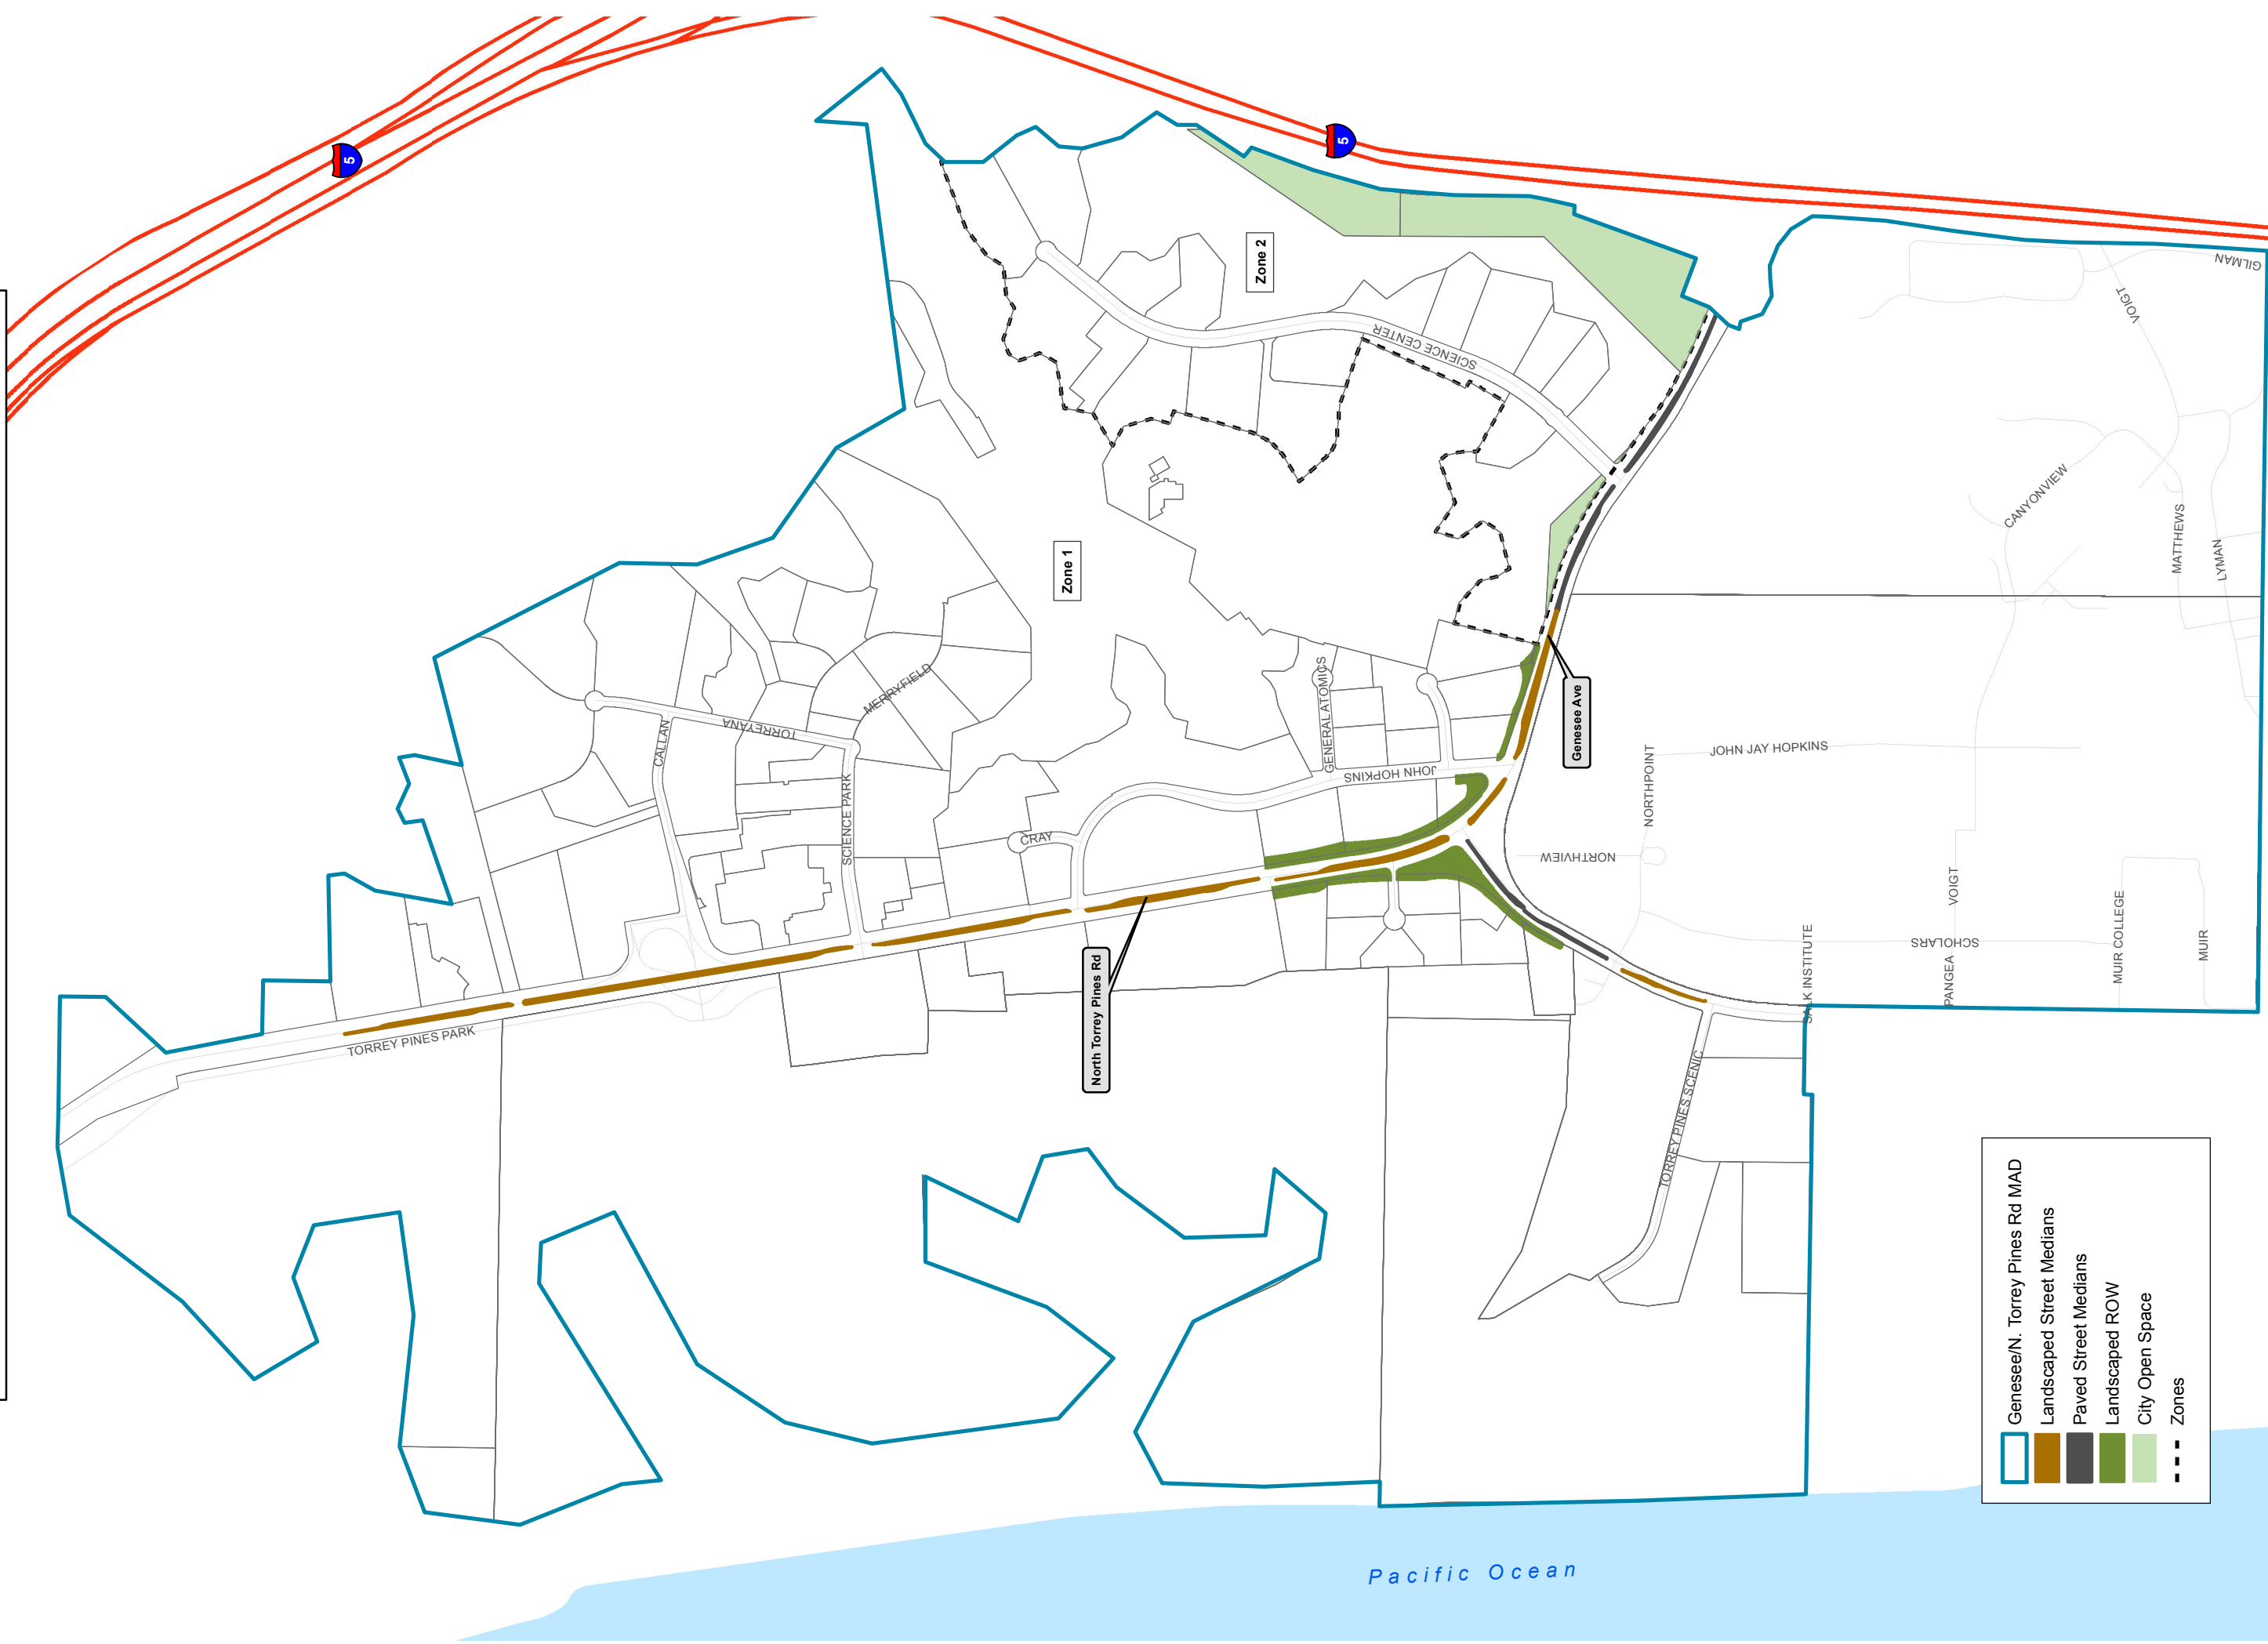 5
5
Zone 2
Zone 1
GILMAN
VOIGT
SCIENCE CENTER
CANYONVIEW
MATTHEWS
LYMAN
MERRYFIELD
TORREYANA
CALLAN
GENERAL ATOMICS
Genesee Ave
JOHN JAY HOPKINS
NORTHPOINT
JOHN HOPKINS
SCIENCE PARK
CRAY
NORTHVIEW
VOIGT
MUIR COLLEGE
SCHOLARS
MUIR
PANGEA
SALK INSTITUTE
North Torrey Pines Rd
TORREY PINES PARK
TORREY PINES SCENIC
Genesee/N. Torrey Pines Rd MAD
Landscaped Street Medians
Paved Street Medians
Landscaped ROW
City Open Space
Zones
Pacific Ocean